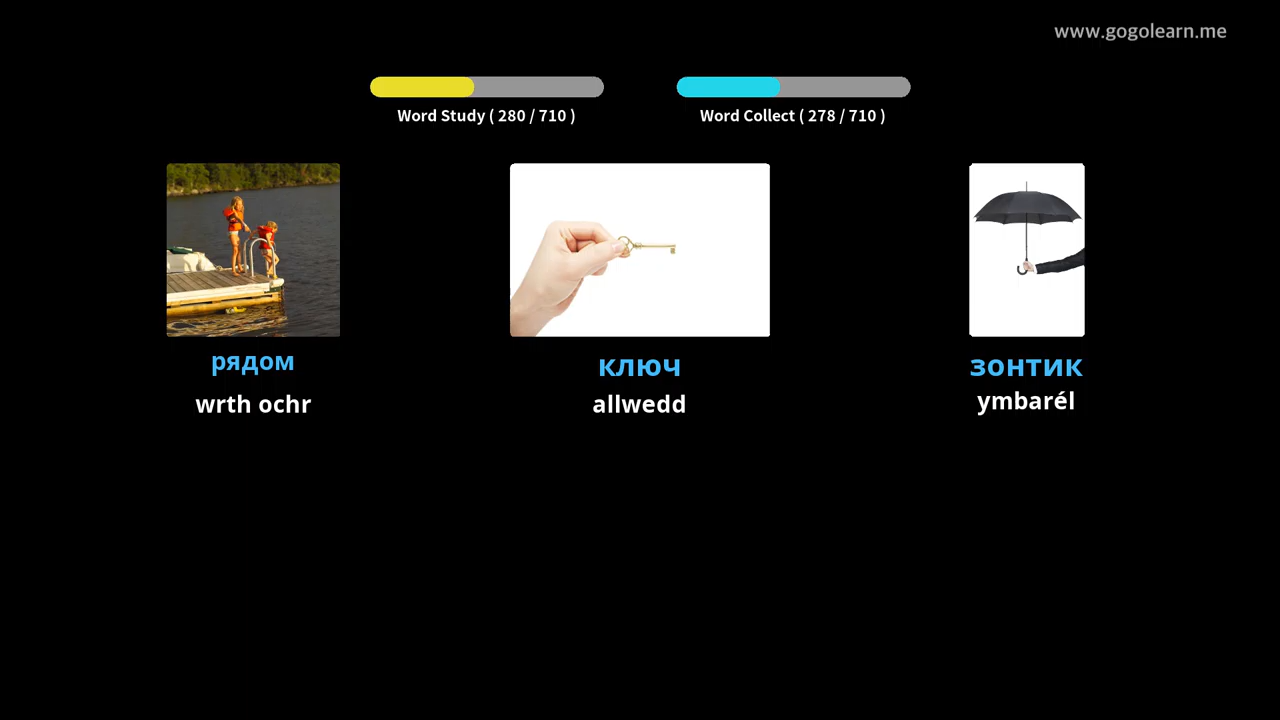 www.gogolearn.me
Word Study ( 280 / 710 )
Word Collect ( 278 / 710 )
рядом
ключ
зонтик
wrth ochr
allwedd
ymbarél